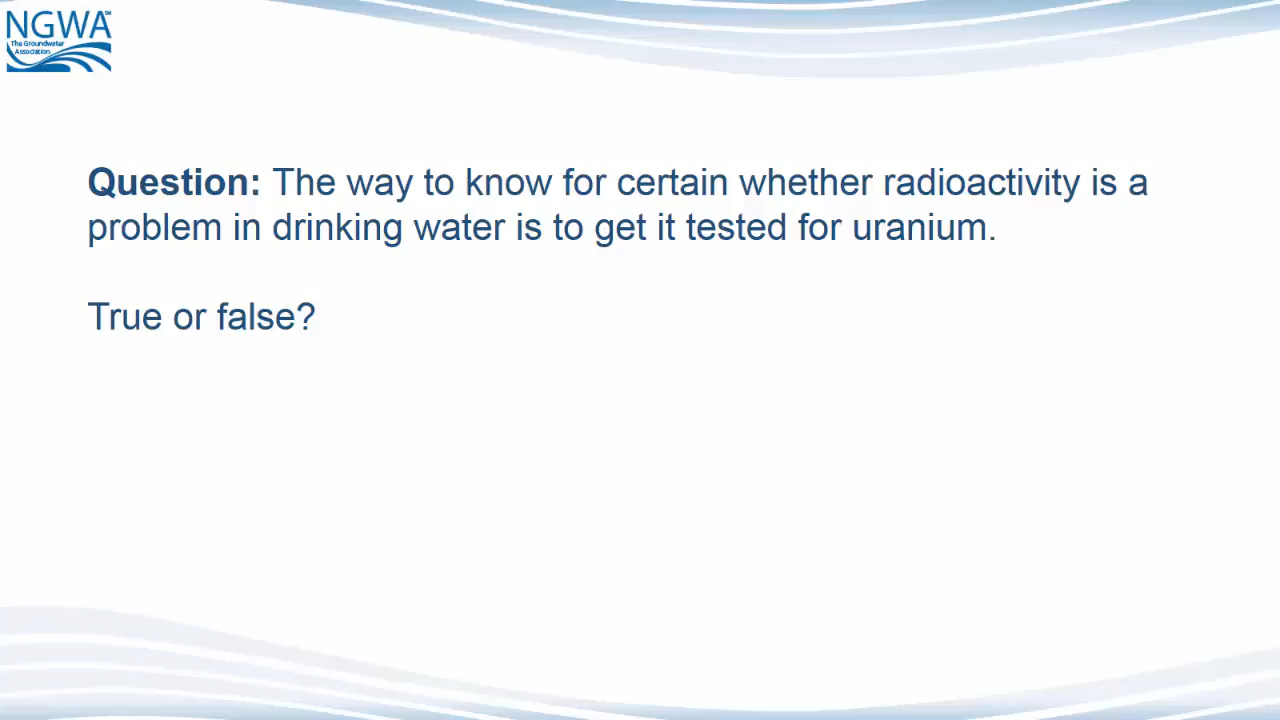 NGWA
The Groundwater
Association
Question: The way to know for certain whether radioactivity is a
problem in drinking water is to get it tested for uranium.
True or false?